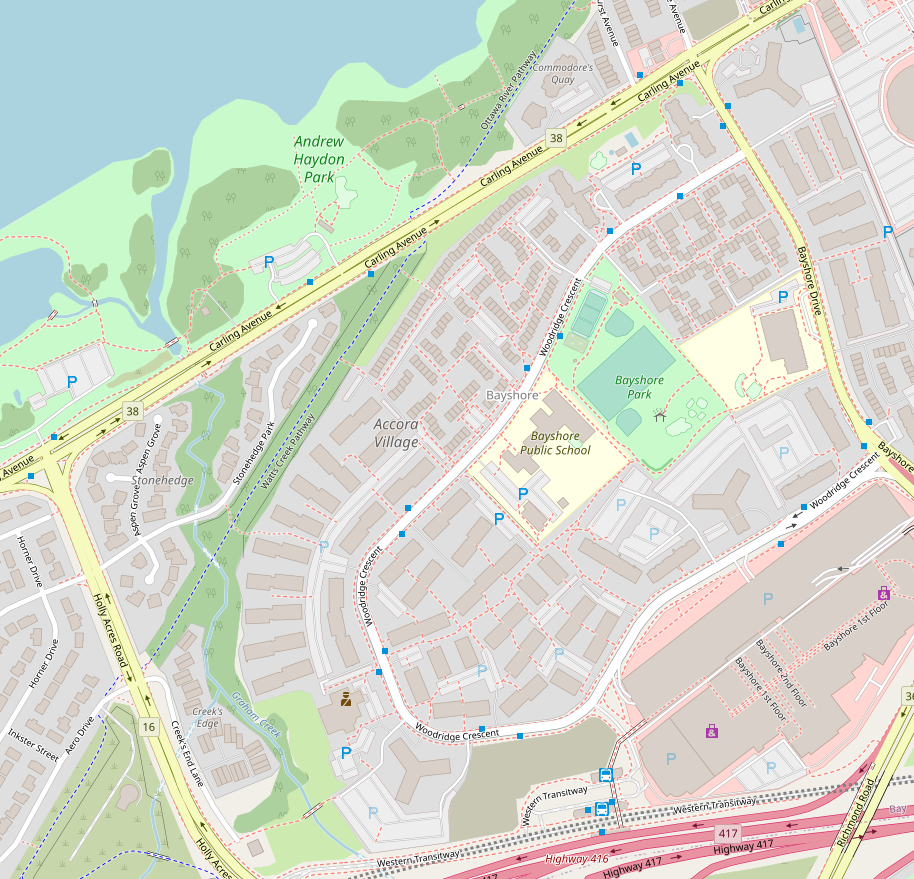 Carling
Avenue
Avenue
Commodore's
Quay
Carling Avenue
Ottawa River Pathway
38
Andrew
Haydon
Park
Carling Avenue
P
Carling Avenue
P
P
Bayshore Drive
P
Woodridge Crescent
Carling Avenue
P
Bayshore
Park
Bayshore
38
Accora
Village
Bayshore
Public School
Watts Creek Pathway
Stonehedge Park
Aspen Grove
Stonehedge
Aspen Grove
Avenue
Bayshore
P
Woodridge Crescent
P
P
P
P
P
Horner Drive
Woodridge Crescent
P
Holly Acres Road
Bayshore 1st Floor
Horner Drive
P
P
Bayshore 2nd Floor
Bayshore 1st Floor
Graham Creek
Creek's
Edge
16
Inkster Street
Aero Drive
Creek's End Lane
Woodridge Crescent
P
P
P
P
Western Transitway
Western Transitway
Richmond Road
Bay
417
Highway 417
Highway 416
Western Transitway
417
Holly Acres